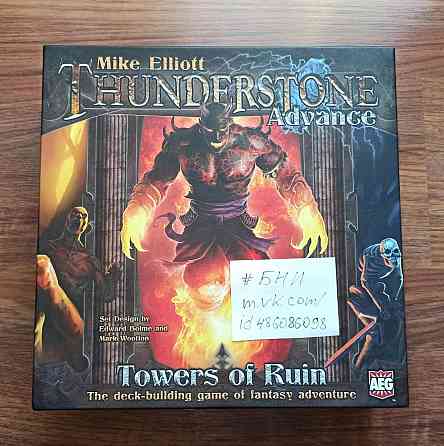 Mike Elliott
THUNDERSTONE
Advance
# БНИ
m.vk.com/
id486086098
Set Design by
Edward Bolme and
Mark Wootton
Towers of Ruin
The deck-building game of fantasy adventure
AEG